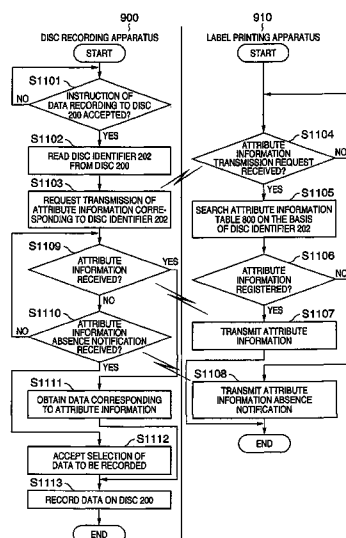 900
DISC RECORDING APPARATUS
START
S1101
INSTRUCTION OF
DATA RECORDING TO DISC
200 ACCEPTED?
NO
YES
S1102
READ DISC IDENTIFIER 202
FROM DISC 200
S1103
REQUEST TRANSMISSION OF
ATTRIBUTE INFORMATION CORRE-
SPONDING TO DISC IDENTIFIER 202
S1109
ATTRIBUTE
INFORMATION
RECEIVED?
YES
NO
S1110
ATTRIBUTE
INFORMATION
ABSENCE NOTIFICATION
RECEIVED?
NO
YES
S1111
OBTAIN DATA CORRESPONDING
TO ATTRIBUTE INFORMATION
S1112
ACCEPT SELECTION OF
DATA TO BE RECORDED
S1113
RECORD DATA ON DISC 200
END
910
LABEL PRINTING APPARATUS
START
S1104
ATTRIBUTE
INFORMATION
TRANSMISSION REQUEST
RECEIVED?
NO
YES
S1105
SEARCH ATTRIBUTE INFORMATION
TABLE 800 ON THE BASIS
OF DISC IDENTIFIER 202
S1106
ATTRIBUTE
INFORMATION
REGISTERED?
NO
YES
S1107
TRANSMIT ATTRIBUTE
INFORMATION
S1108
TRANSMIT ATTRIBUTE
INFORMATION ABSENCE
NOTIFICATION
END